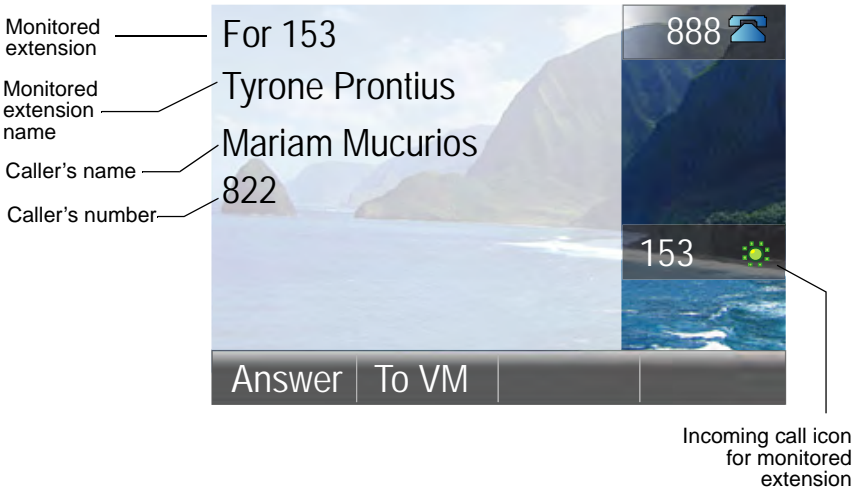 Monitored
extension
For 153
888
Monitored
extension
name
Tyrone Prontius
Caller's name
Mariam Mucurios
Caller's number
822
153
Answer
To VM
Incoming call icon
for monitored
extension